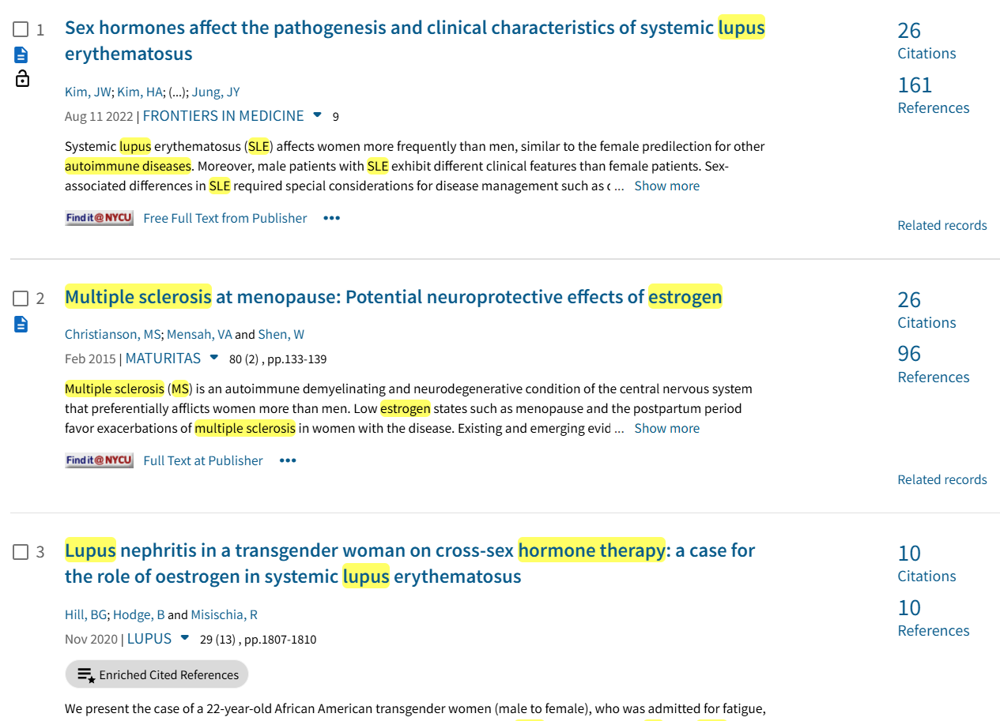 1
Sex hormones affect the pathogenesis and clinical characteristics of systemic lupus
erythematosus
Kim, JW; Kim, HA; (...); Jung, JY
Aug 11 2022 | FRONTIERS IN MEDICINE 9
Systemic lupus erythematosus (SLE) affects women more frequently than men, similar to the female predilection for other
autoimmune diseases. Moreover, male patients with SLE exhibit different clinical features than female patients. Sex-
associated differences in SLE required special considerations for disease management such as ... Show more
Find it@NYCU Free Full Text from Publisher •••
26
Citations
161
References
Related records
2
Multiple sclerosis at menopause: Potential neuroprotective effects of estrogen
Christianson, MS; Mensah, VA and Shen, W
Feb 2015 | MATURITAS 80 (2) , pp.133-139
Multiple sclerosis (MS) is an autoimmune demyelinating and neurodegenerative condition of the central nervous system
that preferentially afflicts women more than men. Low estrogen states such as menopause and the postpartum period
favor exacerbations of multiple sclerosis in women with the disease. Existing and emerging evid ... Show more
Find it@NYCU Full Text at Publisher •••
26
Citations
96
References
Related records
3
Lupus nephritis in a transgender woman on cross-sex hormone therapy: a case for
the role of oestrogen in systemic lupus erythematosus
Hill, BG; Hodge, B and Misischia, R
Nov 2020 | LUPUS 29 (13) , pp.1807-1810
Enriched Cited References
We present the case of a 22-year-old African American transgender women (male to female), who was admitted for fatigue,
10
Citations
10
References